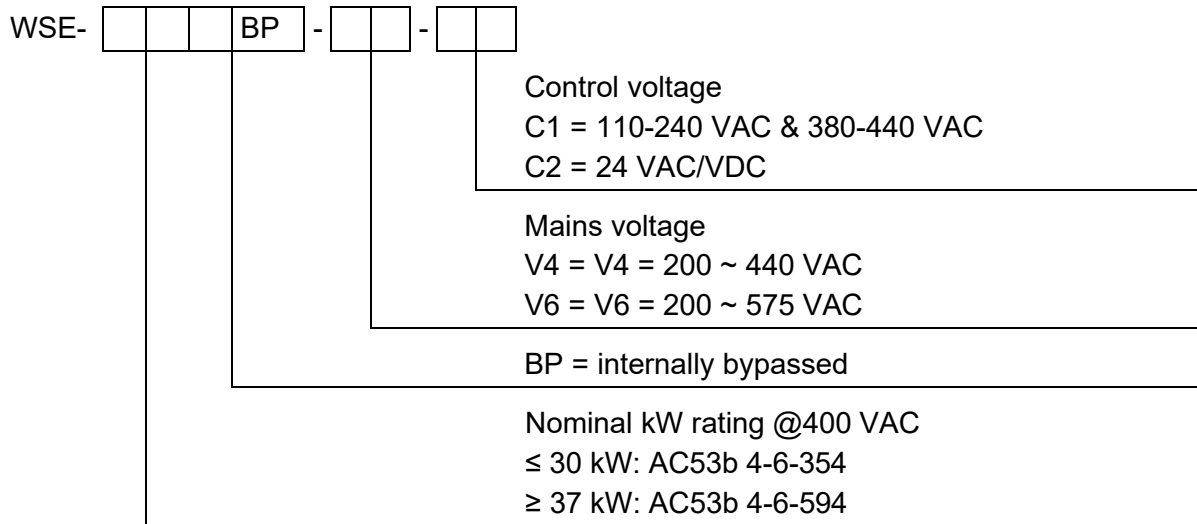 WSE- BP - -
Control voltage
C1 = 110-240 VAC & 380-440 VAC
C2 = 24 VAC/VDC
Mains voltage
V4 = V4 = 200 ~ 440 VAC
V6 = V6 = 200 ~ 575 VAC
BP = internally bypassed
Nominal kW rating @400 VAC
≤ 30 kW: AC53b 4-6-354
≥ 37 kW: AC53b 4-6-594